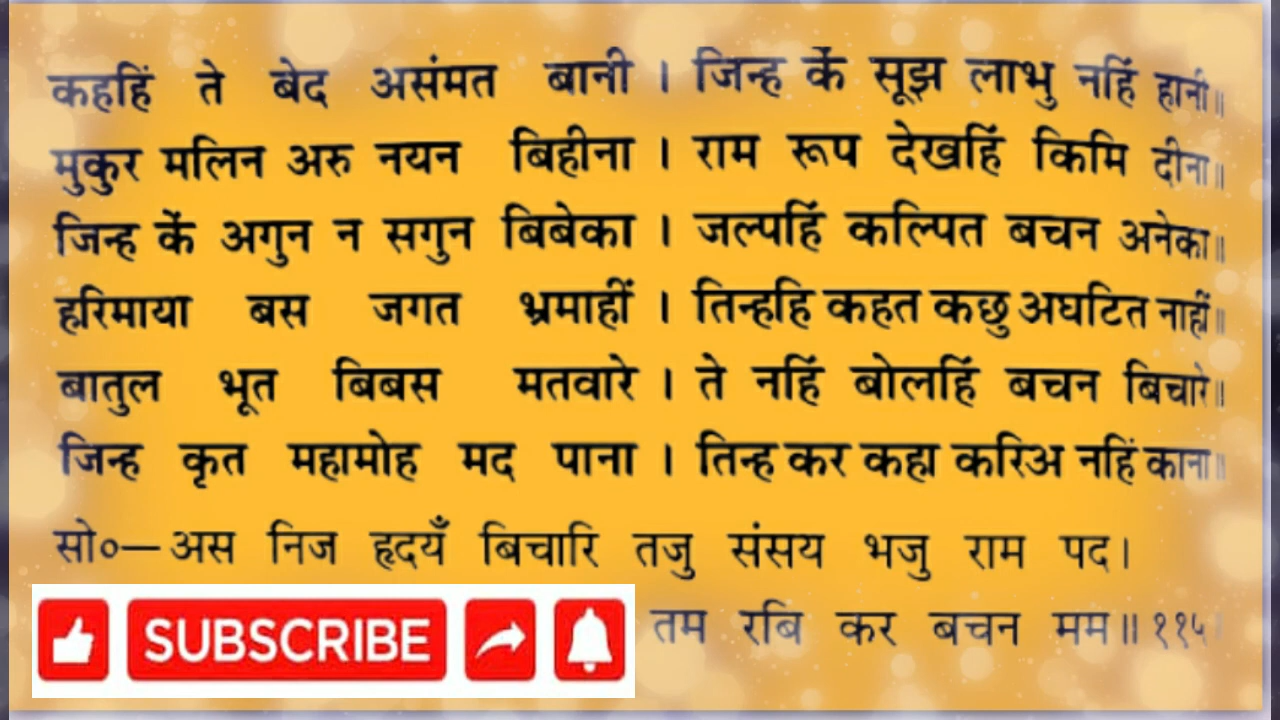 कहहिं ते बेद असंमत बानी । जिन्ह कें सूझ लाभु नहिं हानी॥
मुकुर मलिन अरु नयन बिहीना । राम रूप देखहिं किमि दीना॥
जिन्ह कें अगुन न सगुन बिबेका । जल्पहिं कल्पित बचन अनेका॥
हरिमाया बस जगत भ्रमाहीं । तिन्हहि कहत कछु अघटित नाहीं॥
बातुल भूत बिबस मतवारे । ते नहिं बोलहिं बचन बिचारे॥
जिन्ह कृत महामोह मद पाना । तिन्ह कर कहा करिअ नहिं काना॥
सो०— अस निज हृदयँ बिचारि तजु संसय भजु राम पद।
SUBSCRIBE तम रबि कर बचन मम॥ ११५